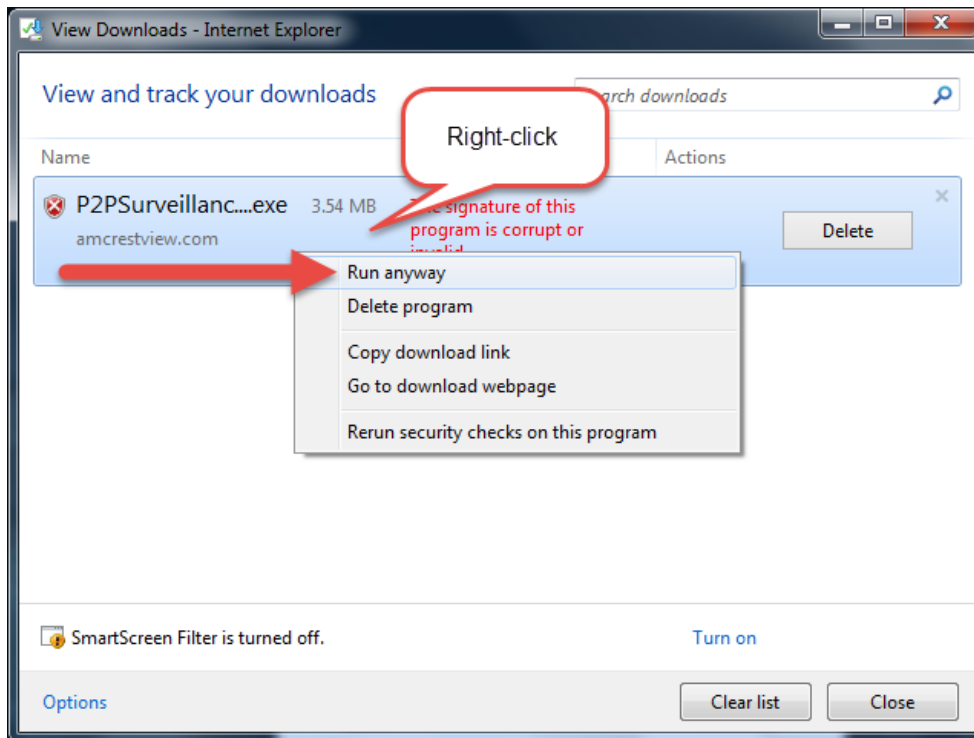 View Downloads - Internet Explorer
View and track your downloads
arch downloads
Right-click
Name
Actions
P2PSurveillanc....exe 3.54 MB
signature of this
program is corrupt or
invalid
amcrestview.com
Delete
Run anyway
Delete program
Copy download link
Go to download webpage
Rerun security checks on this program
SmartScreen Filter is turned off.
Turn on
Options
Clear list
Close